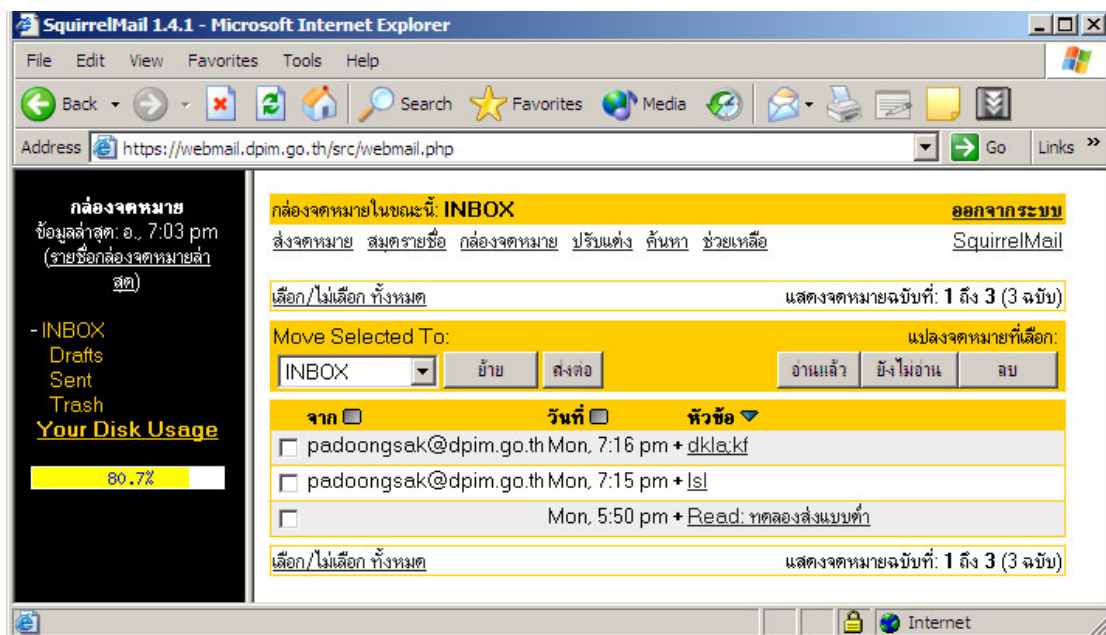 SquirrelMail 1.4.1 - Microsoft Internet Explorer
File Edit View Favorites Tools Help
Back Search Favorites Media
Address https://webmail.dpim.go.th/src/webmail.php Go Links »
กล่องจดหมาย
ข้อมูลล่าสุด: อ., 7:03 pm
(รายชื่อกล่องจดหมายล่า
สุด)
- INBOX
Drafts
Sent
Trash
Your Disk Usage
80.7%
กล่องจดหมายในขณะนี้: INBOX ออกจากระบบ
ส่งจดหมาย สมุดรายชื่อ กล่องจดหมาย ปรับแต่ง ค้นหา ช่วยเหลือ SquirrelMail
เลือก/ไม่เลือก ทั้งหมด แสดงจดหมายฉบับที่: 1 ถึง 3 (3 ฉบับ)
Move Selected To: แปลงจดหมายที่เลือก:
INBOX ย้าย ส่งต่อ อ่านแล้ว ยังไม่อ่าน ลบ
จาก วันที่ หัวข้อ
padoongsak@dpim.go.th Mon, 7:16 pm + dkla;kf
padoongsak@dpim.go.th Mon, 7:15 pm + lsl
Mon, 5:50 pm + Read: ทดลองส่งแบบต่ำ
เลือก/ไม่เลือก ทั้งหมด แสดงจดหมายฉบับที่: 1 ถึง 3 (3 ฉบับ)
Internet